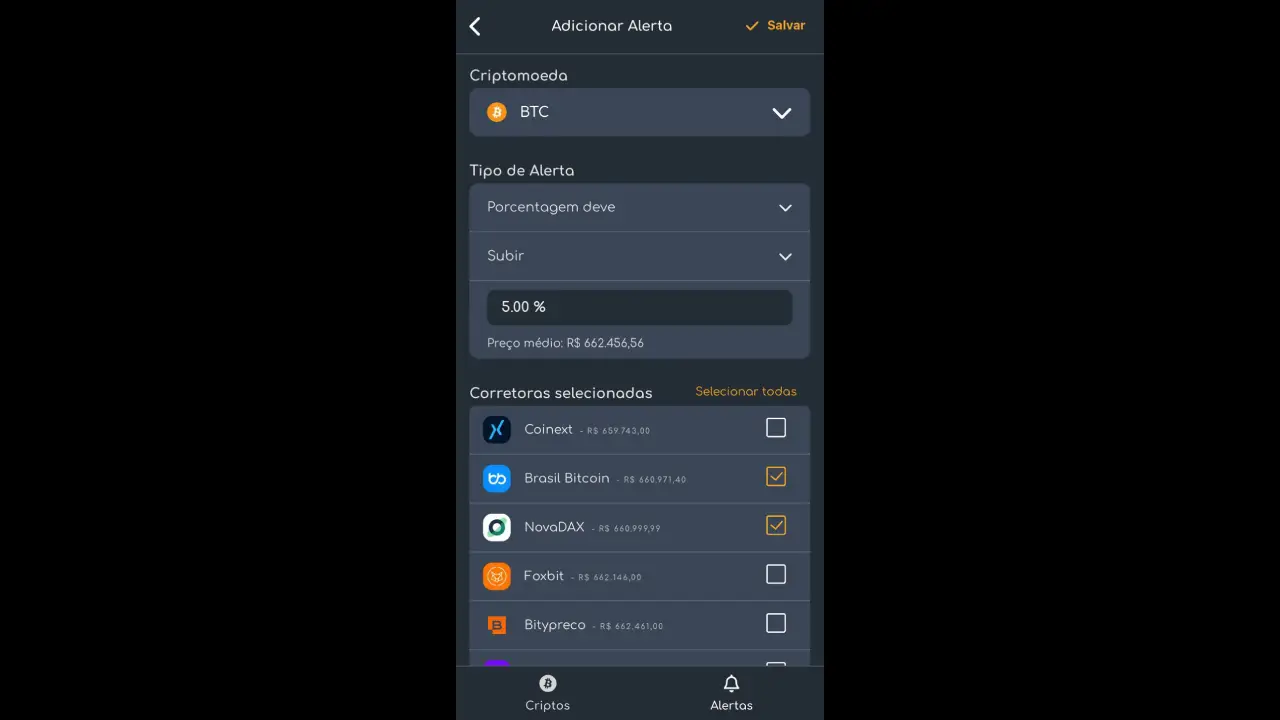 Adicionar Alerta
Salvar
Criptomoeda
BTC
Tipo de Alerta
Porcentagem deve
Subir
5.00 %
Preço médio: R$ 662.456,56
Corretoras selecionadas Selecionar todas
Coinext - R$ 659.743,00
Brasil Bitcoin - R$ 660.971,40
NovaDAX - R$ 660.999,99
Foxbit - R$ 662.146,00
Bitypreco - R$ 662.461,00
Criptos
Alertas